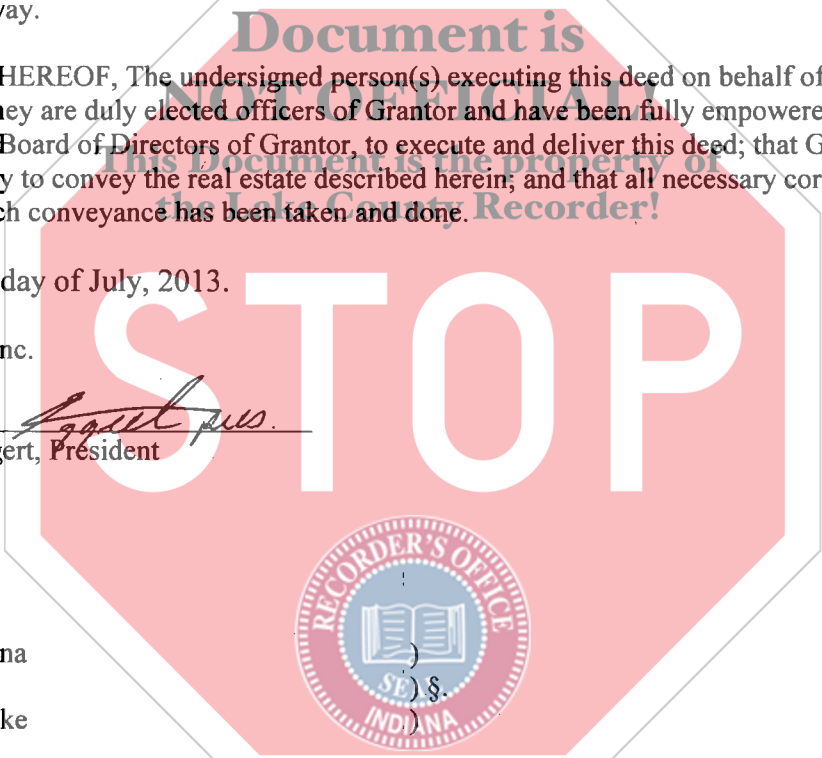 way.
Document is
HEREOF, The undersigned person(s) executing this deed on behalf of
NOT OFFICIAL!
hey are duly elected officers of Grantor and have been fully empowere
Board of Directors of Grantor, to execute and deliver this deed; that G
This Document is the property of
y to convey the real estate described herein; and that all necessary cor
the Lake County Recorder!
ch conveyance has been taken and done.
day of July, 2013.
STOP
nc.
pres.
gert, President
RECORDER'S OFFICE
na )
SEAL ) §.
ke )
INDIANA